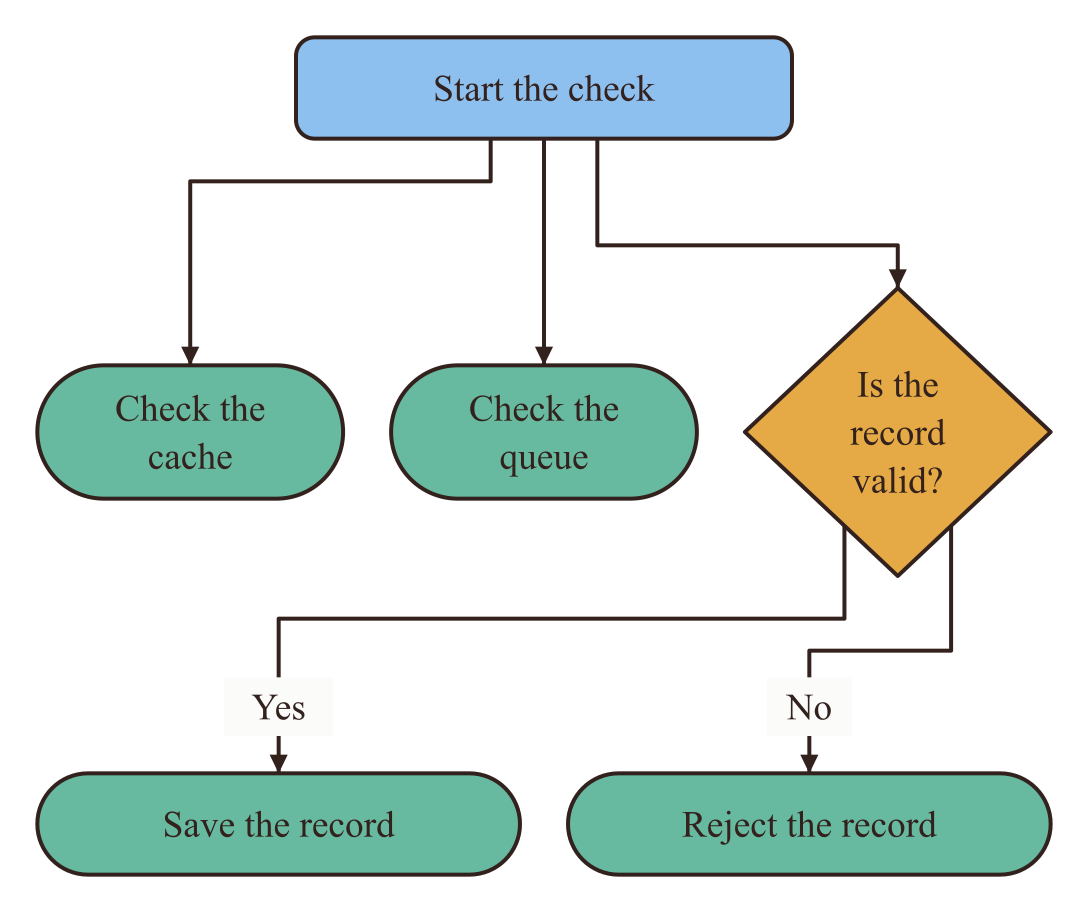 Start the check
Check the
cache
Check the
queue
Is the
record
valid?
Yes
No
Save the record
Reject the record